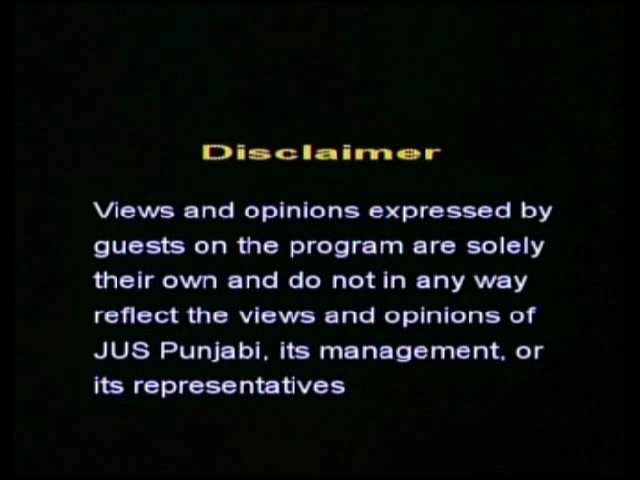 Disclaimer
Views and opinions expressed by
guests on the program are solely
their own and do not in any way
reflect the views and opinions of
JUS Punjabi, its management, or
its representatives